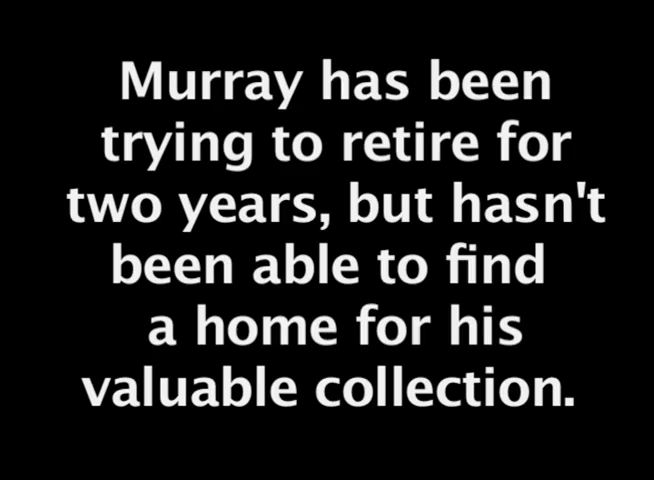 Murray has been
trying to retire for
two years, but hasn't
been able to find
a home for his
valuable collection.